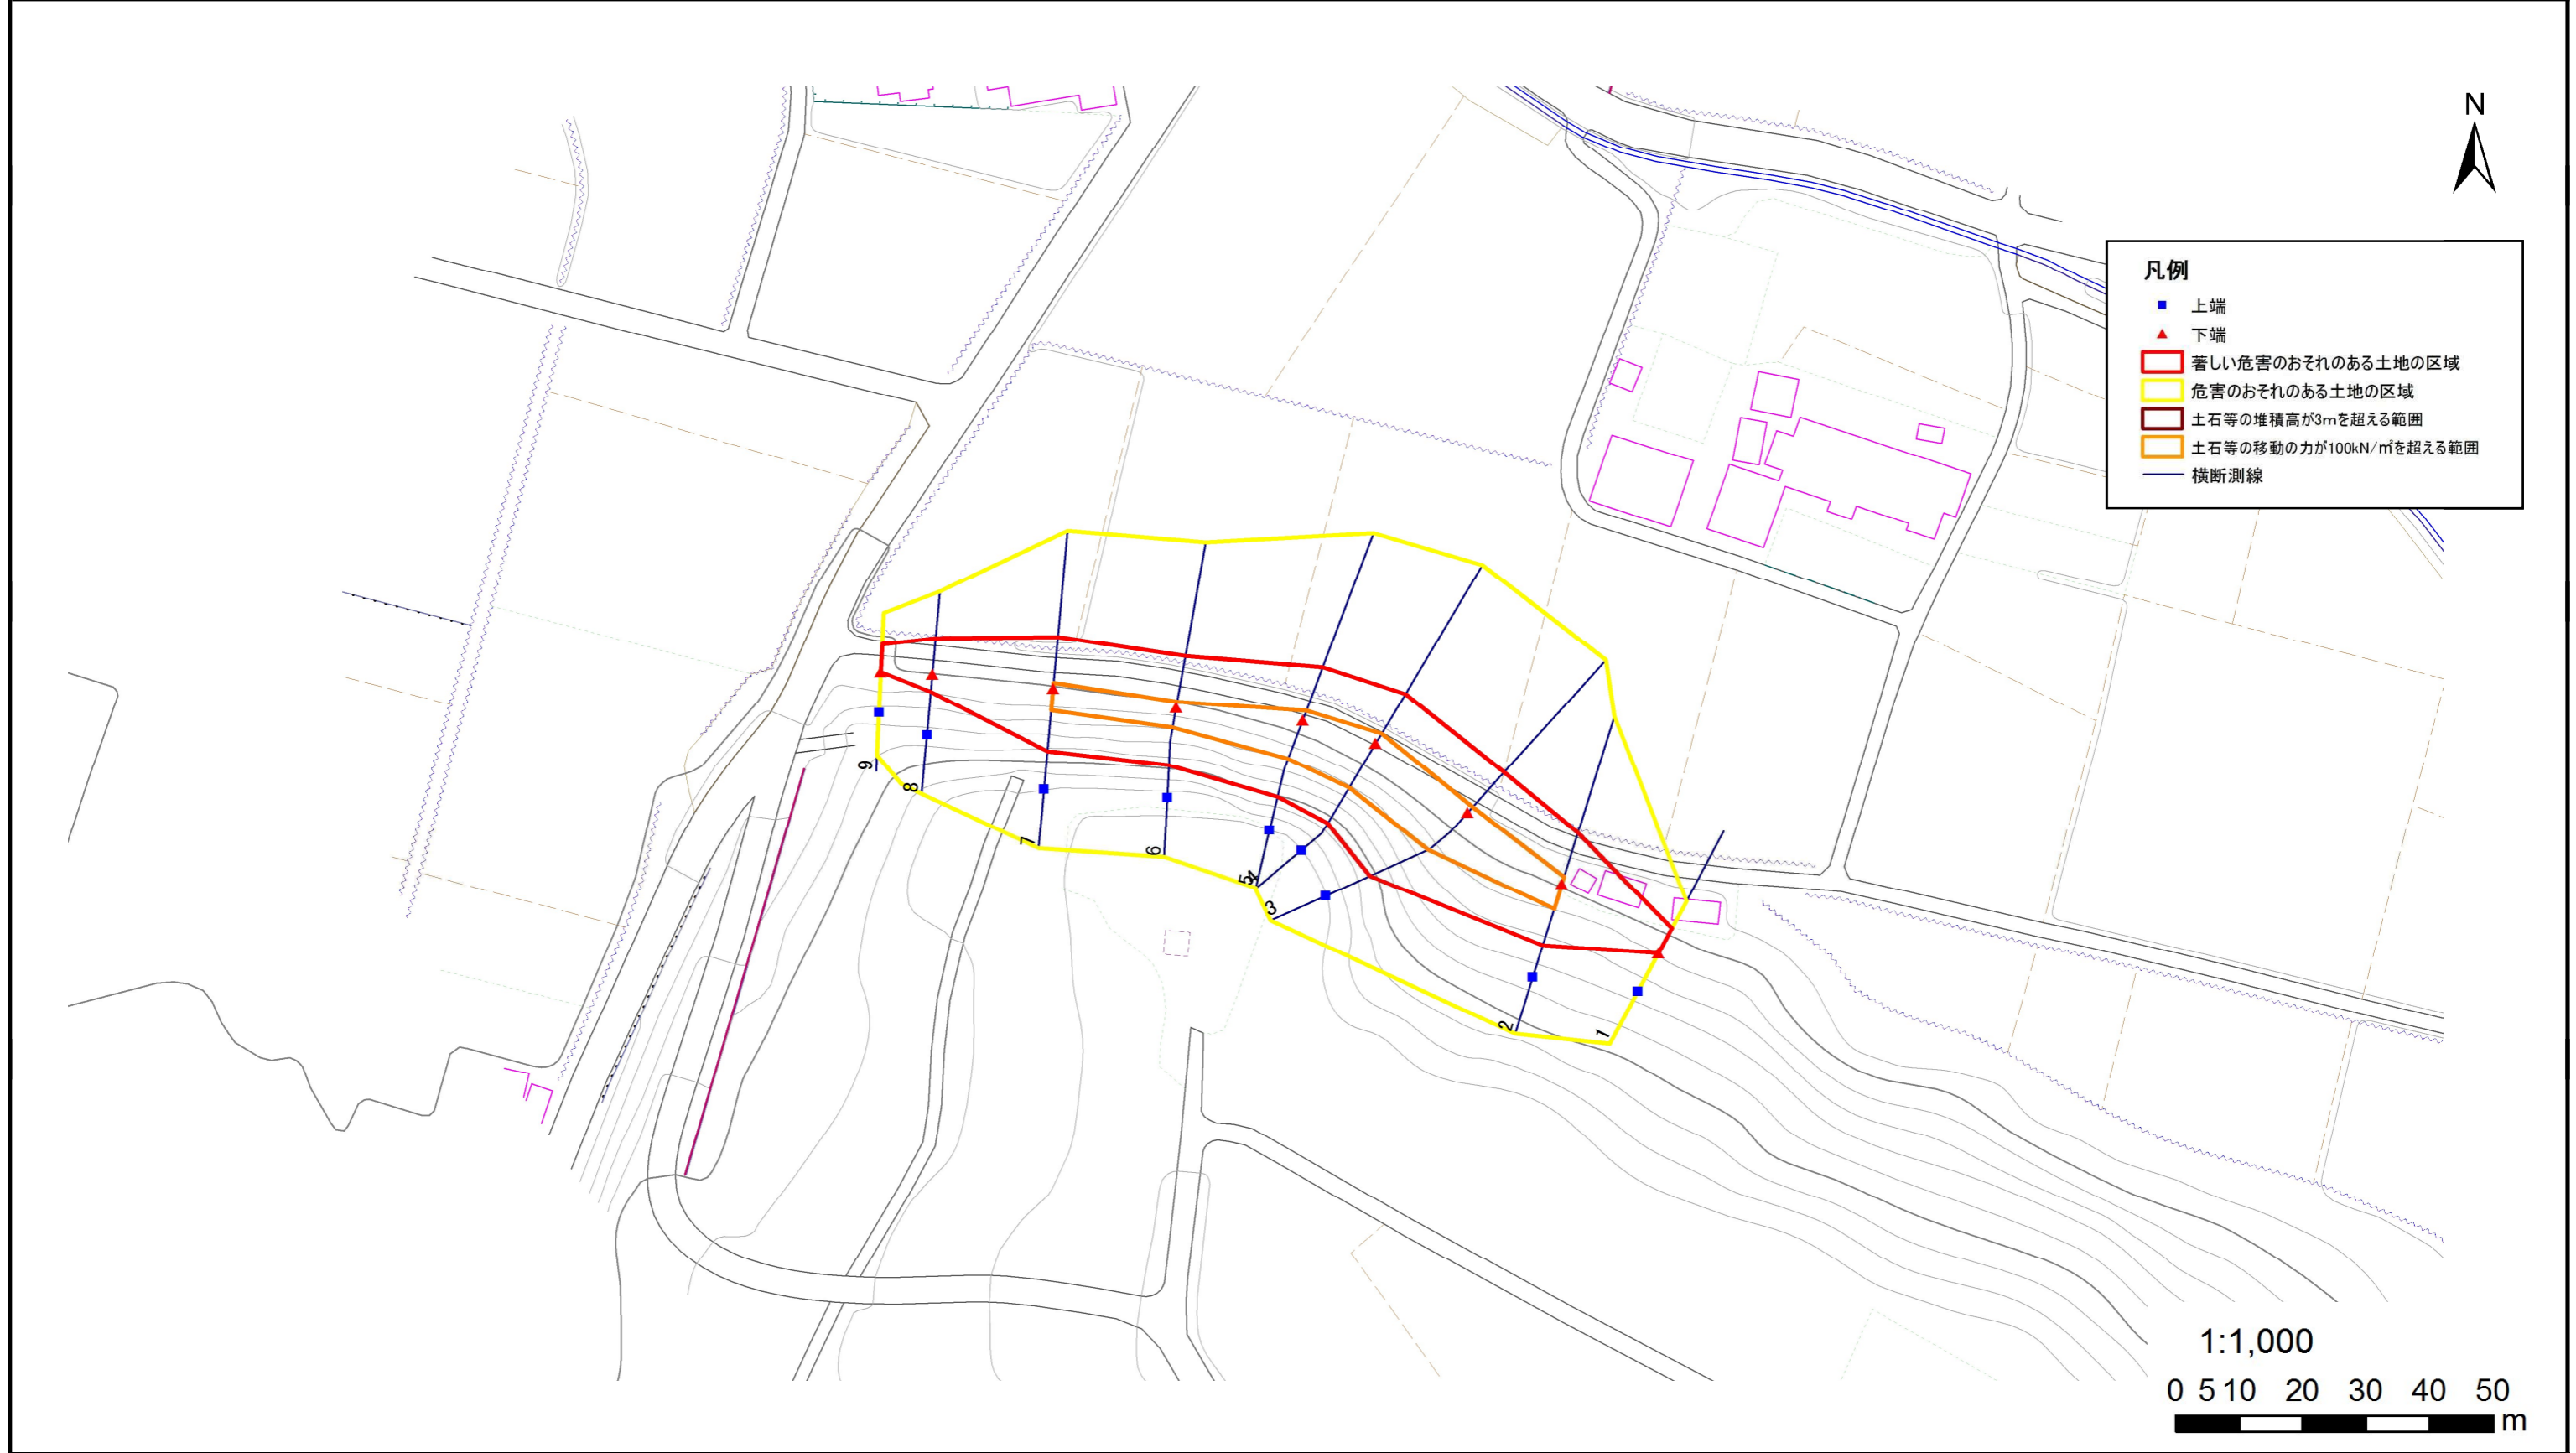 N
凡例
上端
下端
著しい危害のおそれのある土地の区域
危害のおそれのある土地の区域
土石等の堆積高が3mを超える範囲
土石等の移動の力が100kN/㎡を超える範囲
横断測線
9
8
7
6
5
4
3
2
1
1:1,000
0 5 10 20 30 40 50
m